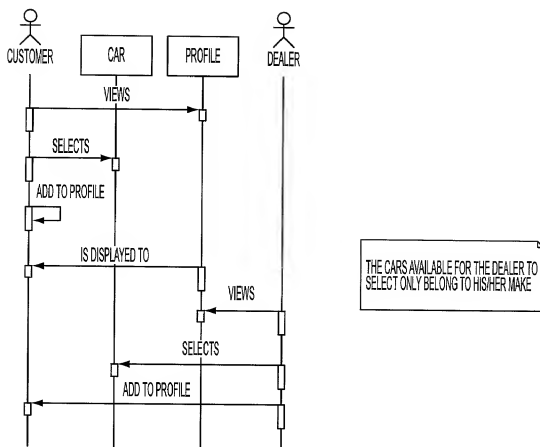 CUSTOMER
CAR
PROFILE
DEALER
VIEWS
SELECTS
ADD TO PROFILE
IS DISPLAYED TO
VIEWS
SELECTS
ADD TO PROFILE
THE CARS AVAILABLE FOR THE DEALER TO
SELECT ONLY BELONG TO HIS/HER MAKE